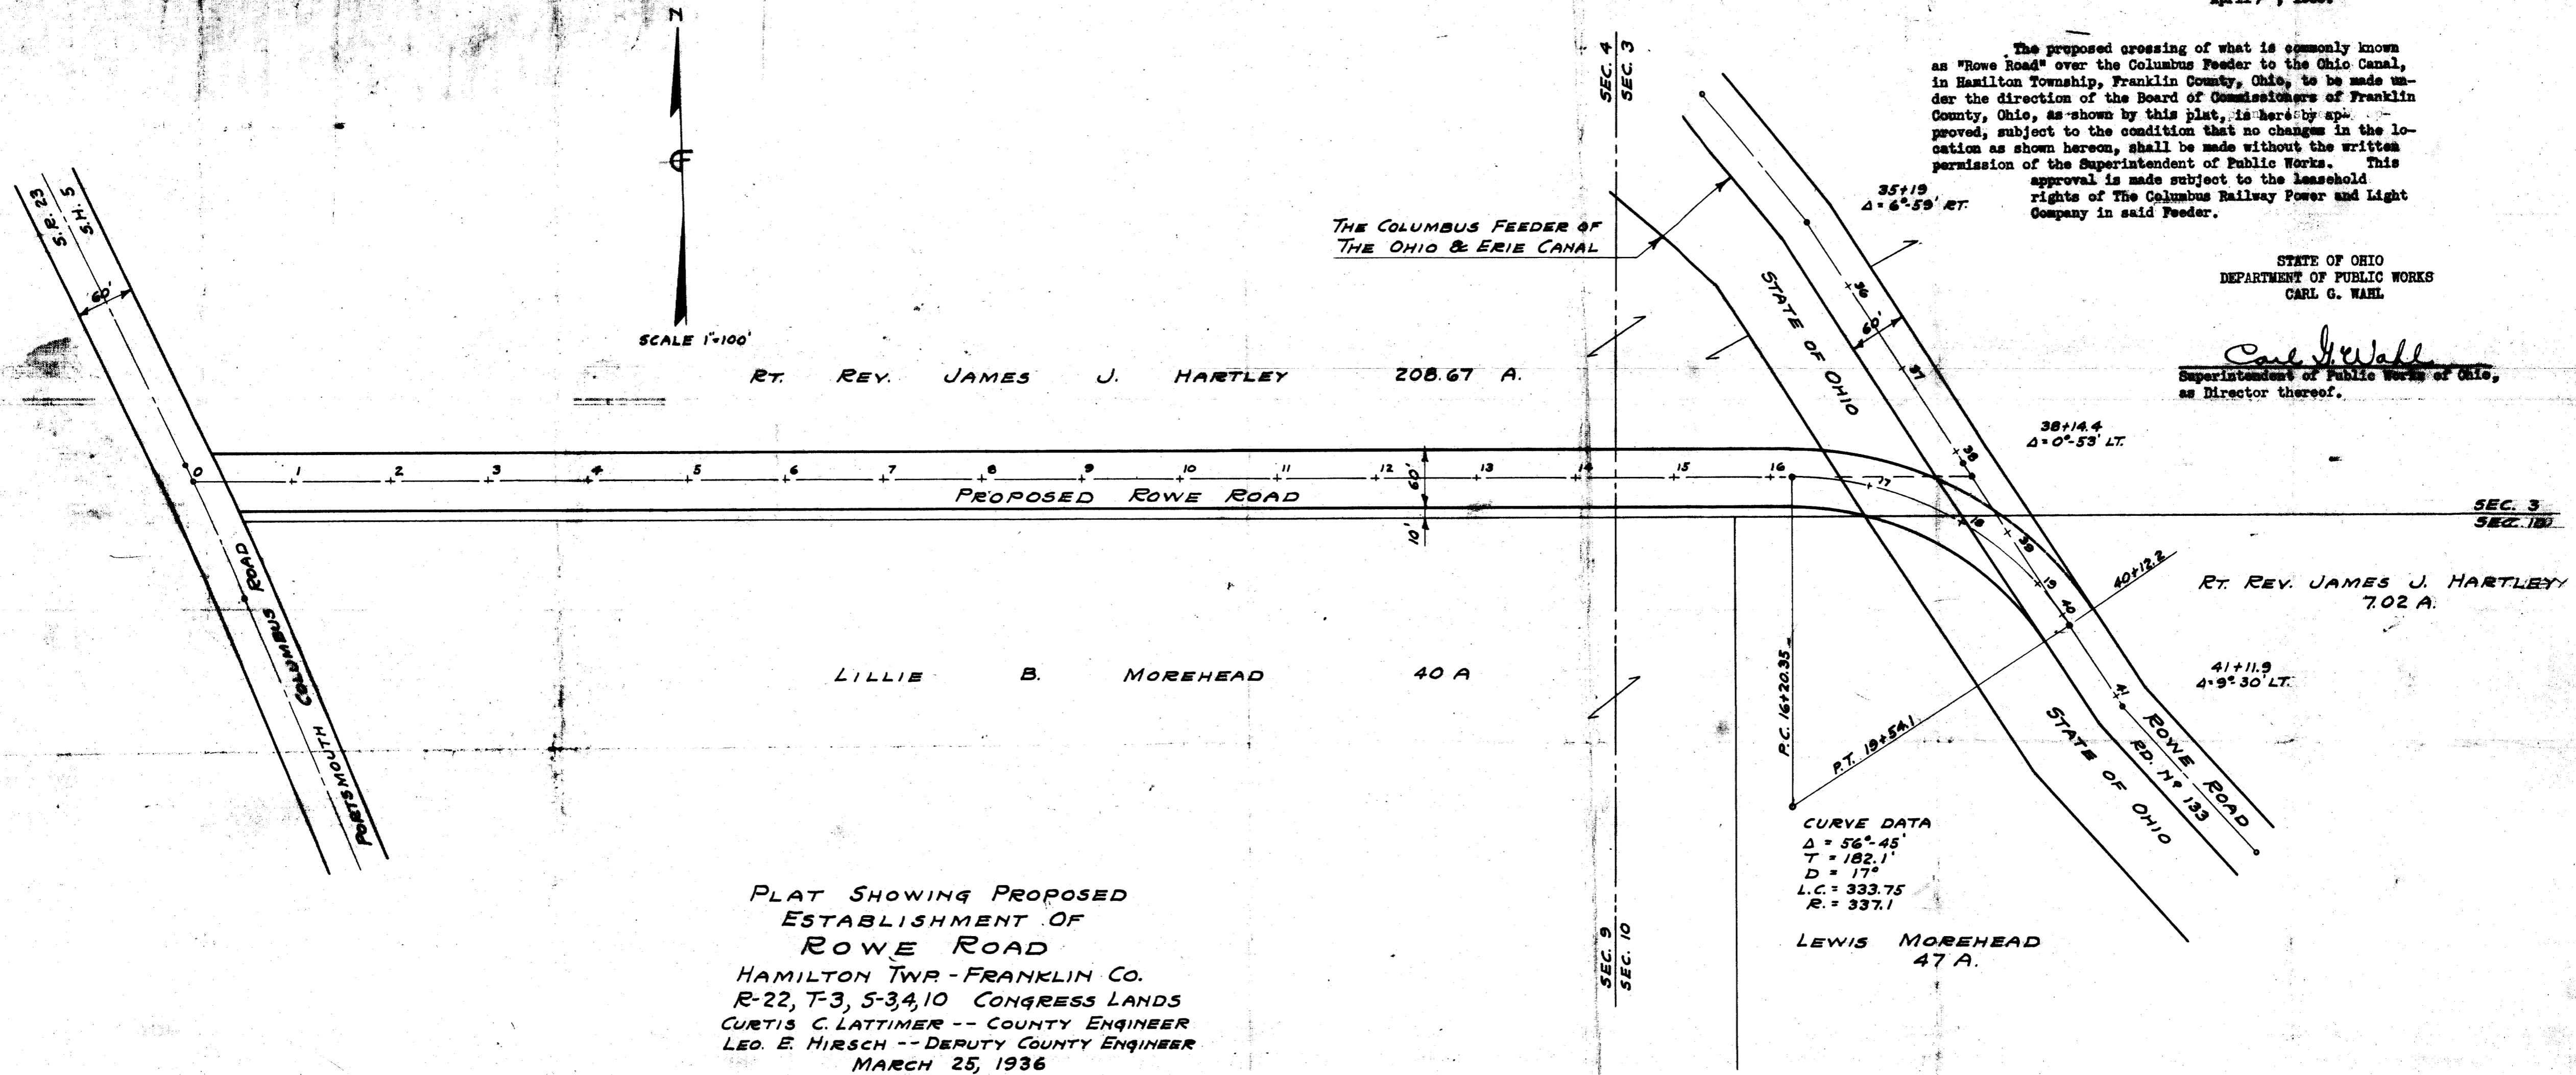 The proposed crossing of what is commonly known
as "Rowe Road" over the Columbus Feeder to the Ohio Canal,
in Hamilton Township, Franklin County, Ohio, to be made un-
der the direction of the Board of Commissioners of Franklin
County, Ohio, as shown by this plat, is hereby ap-
proved, subject to the condition that no changes in the lo-
cation as shown hereon, shall be made without the written
permission of the Superintendent of Public Works. This
approval is made subject to the leasehold
rights of The Columbus Railway Power and Light
Company in said Feeder.
STATE OF OHIO
DEPARTMENT OF PUBLIC WORKS
CARL G. WAHL
Carl G. Wahl
Superintendent of Public Works of Ohio,
as Director thereof.
N
SCALE 1"=100'
SEC. 4
SEC. 3
S.R. 23
S.H. 5
60'
THE COLUMBUS FEEDER OF
THE OHIO & ERIE CANAL
35+19
Δ = 6°-59' RT.
STATE OF OHIO
36
60'
37
38
RT. REV. JAMES J. HARTLEY 208.67 A.
38+14.4
Δ = 0°-53' LT.
0 1 2 3 4 5 6 7 8 9 10 11 12 13 14 15 16 17 18 19
PROPOSED ROWE ROAD
60'
10'
SEC. 3
SEC. 10
39
40
41
40+12.2
RT. REV. JAMES J. HARTLEY
7.02 A.
PORTSMOUTH COLUMBUS ROAD
LILLIE B. MOREHEAD 40 A
P.C. 16+20.35
P.T. 19+54.1
41+11.9
Δ = 9°-30' LT.
STATE OF OHIO
ROWE ROAD
RD. Nº 133
CURVE DATA
Δ = 56°-45'
T = 182.1'
D = 17°
L.C. = 333.75
R. = 337.1
LEWIS MOREHEAD
47 A.
SEC. 9
SEC. 10
PLAT SHOWING PROPOSED
ESTABLISHMENT OF
ROWE ROAD
HAMILTON TWP. - FRANKLIN CO.
R-22, T-3, S-3,4,10 CONGRESS LANDS
CURTIS C. LATTIMER -- COUNTY ENGINEER
LEO. E. HIRSCH -- DEPUTY COUNTY ENGINEER
MARCH 25, 1936